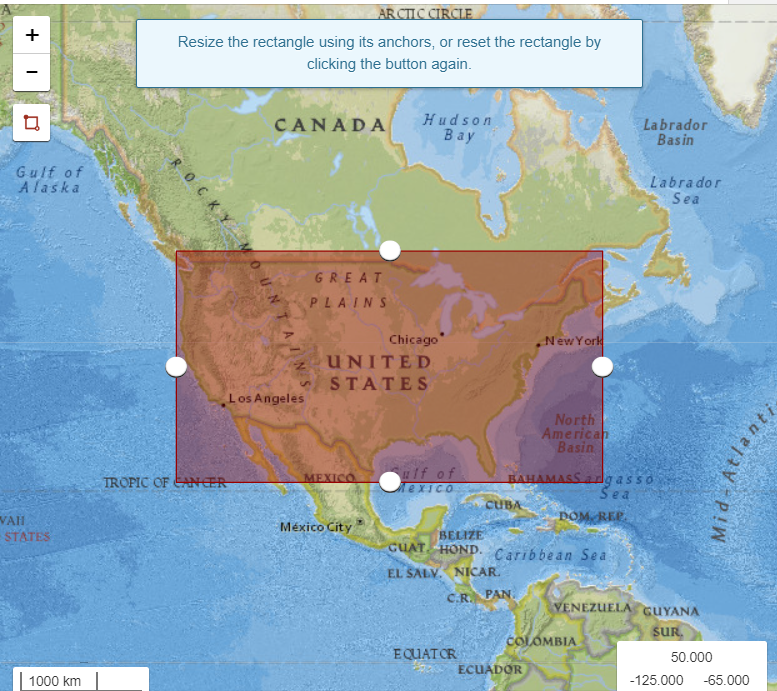 A
ARCTIC CIRCLE
+
−
Resize the rectangle using its anchors, or reset the rectangle by
clicking the button again.
CANADA
Hudson
Bay
Labrador
Basin
Gulf of
Alaska
Labrador
Sea
ROCKY MOUNTAINS
GREAT
PLAINS
Chicago
New York
UNITED
STATES
Los Angeles
North
American
Basin
Mid-Atlanti
TROPIC OF CANCER
MEXICO
Gulf of
Mexico
BAHAMAS
Sargasso
Sea
CUBA
DOM. REP.
WAII
STATES
México City
BELIZE
GUAT.
HOND.
Caribbean Sea
EL SALV.
NICAR.
C.R.
PAN.
VENEZUELA
GUYANA
SUR.
COLOMBIA
EQUATOR
ECUADOR
50.000
-125.000 -65.000
1000 km